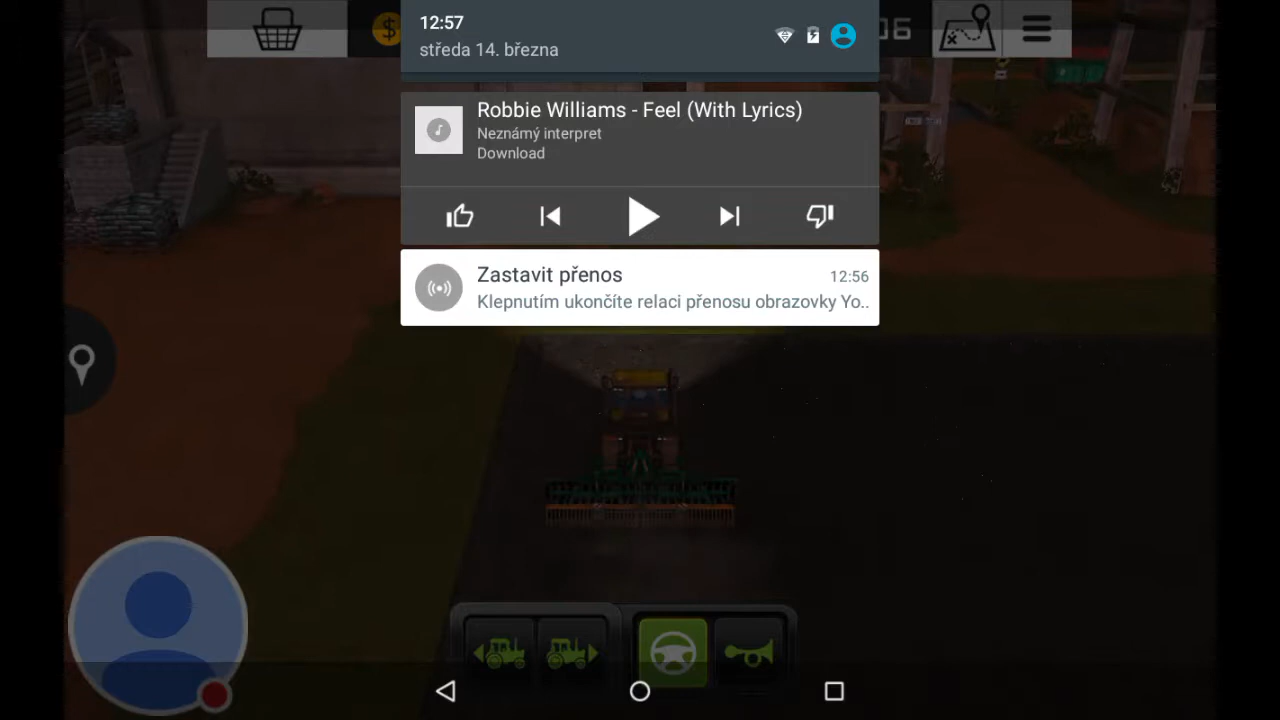 12:57
středa 14. března
06
Robbie Williams - Feel (With Lyrics)
Neznámý interpret
Download
Zastavit přenos
12:56
Klepnutím ukončíte relaci přenosu obrazovky Yo..